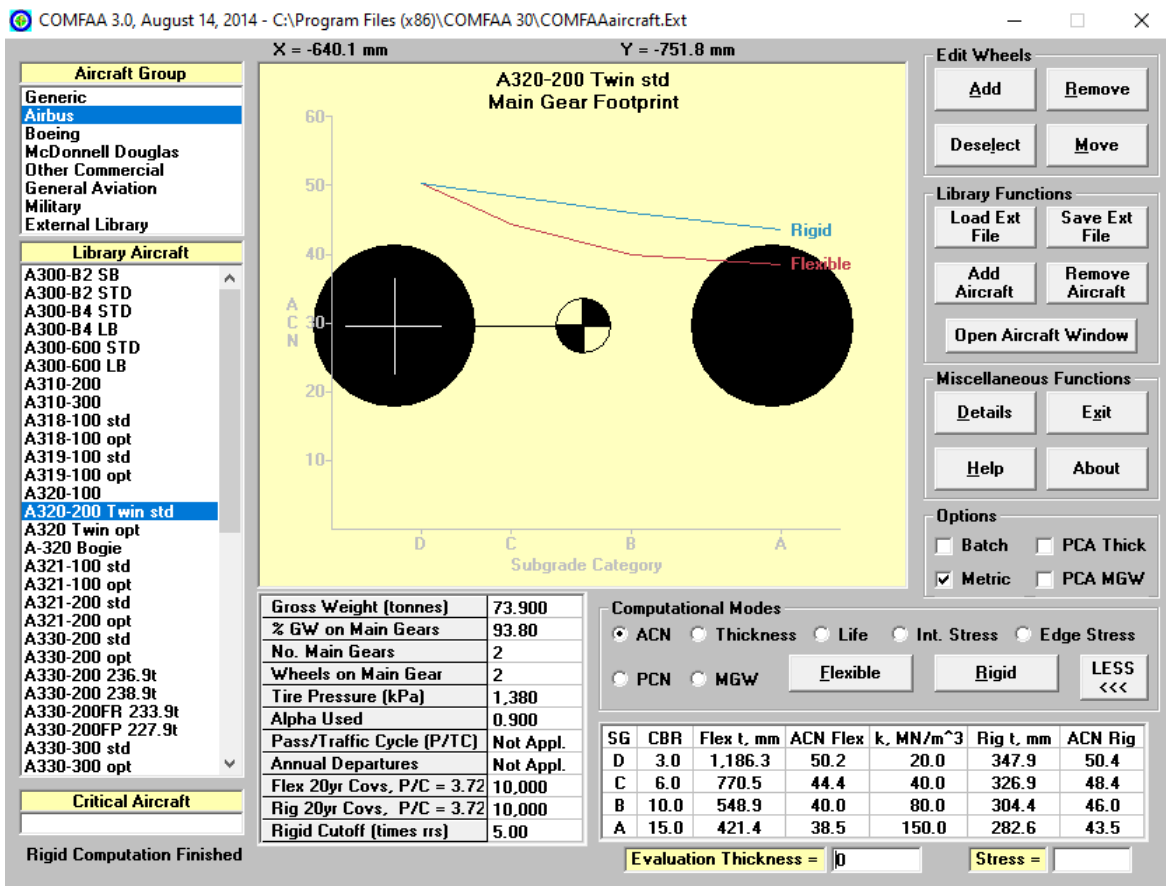 COMFAA 3.0, August 14, 2014 - C:\Program Files (x86)\COMFAA 30\COMFAAaircraft.Ext
X = -640.1 mm Y = -751.8 mm
Aircraft Group
Generic
Airbus
Boeing
McDonnell Douglas
Other Commercial
General Aviation
Military
External Library
Library Aircraft
A300-B2 SB
A300-B2 STD
A300-B4 STD
A300-B4 LB
A300-600 STD
A300-600 LB
A310-200
A310-300
A318-100 std
A318-100 opt
A319-100 std
A319-100 opt
A320-100
A320-200 Twin std
A320 Twin opt
A-320 Bogie
A321-100 std
A321-100 opt
A321-200 std
A321-200 opt
A330-200 std
A330-200 opt
A330-200 236.9t
A330-200 238.9t
A330-200FR 233.9t
A330-200FP 227.9t
A330-300 std
A330-300 opt
Critical Aircraft
Rigid Computation Finished
A320-200 Twin std
Main Gear Footprint
60
50
40
30
20
10
A
C
N
Rigid
Flexible
D C B A
Subgrade Category
Gross Weight (tonnes) 73.900
% GW on Main Gears 93.80
No. Main Gears 2
Wheels on Main Gear 2
Tire Pressure (kPa) 1,380
Alpha Used 0.900
Pass/Traffic Cycle (P/TC) Not Appl.
Annual Departures Not Appl.
Flex 20yr Covs, P/C = 3.72 10,000
Rig 20yr Covs, P/C = 3.72 10,000
Rigid Cutoff (times rrs) 5.00
Edit Wheels
Add Remove
Deselect Move
Library Functions
Load Ext File Save Ext File
Add Aircraft Remove Aircraft
Open Aircraft Window
Miscellaneous Functions
Details Exit
Help About
Options
Batch PCA Thick
Metric PCA MGW
Computational Modes
ACN Thickness Life Int. Stress Edge Stress
PCN MGW Flexible Rigid LESS <<<
SG CBR Flex t, mm ACN Flex k, MN/m^3 Rig t, mm ACN Rig
D 3.0 1,186.3 50.2 20.0 347.9 50.4
C 6.0 770.5 44.4 40.0 326.9 48.4
B 10.0 548.9 40.0 80.0 304.4 46.0
A 15.0 421.4 38.5 150.0 282.6 43.5
Evaluation Thickness = 0 Stress =